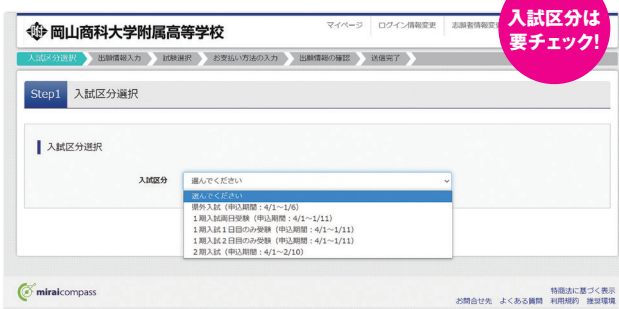 岡山商科大学附属高等学校
マイページ ログイン情報変更 志願者情報変更
入試区分は
要チェック!
入試区分選択 出願情報入力 試験選択 お支払い方法の入力 出願情報の確認 送信完了
Step1 入試区分選択
入試区分選択
入試区分 選んでください
選んでください
県外入試（申込期間：4/1～1/6）
1期入試両日受験（申込期間：4/1～1/11）
1期入試1日目のみ受験（申込期間：4/1～1/11）
1期入試2日目のみ受験（申込期間：4/1～1/11）
2期入試（申込期間：4/1～2/10）
miraicompass
特商法に基づく表示
お問合せ先 よくある質問 利用規約 推奨環境